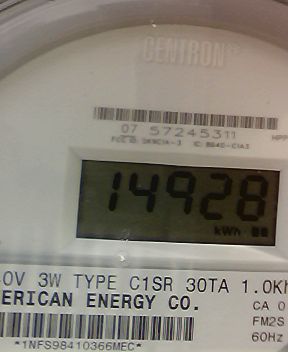 CENTRON
07 57245311
14928
kWh
0V 3W TYPE C1SR 30TA 1.0Kh
ERICAN ENERGY CO.
CA 0
FM2S
60Hz
*1NFS98410366MEC*